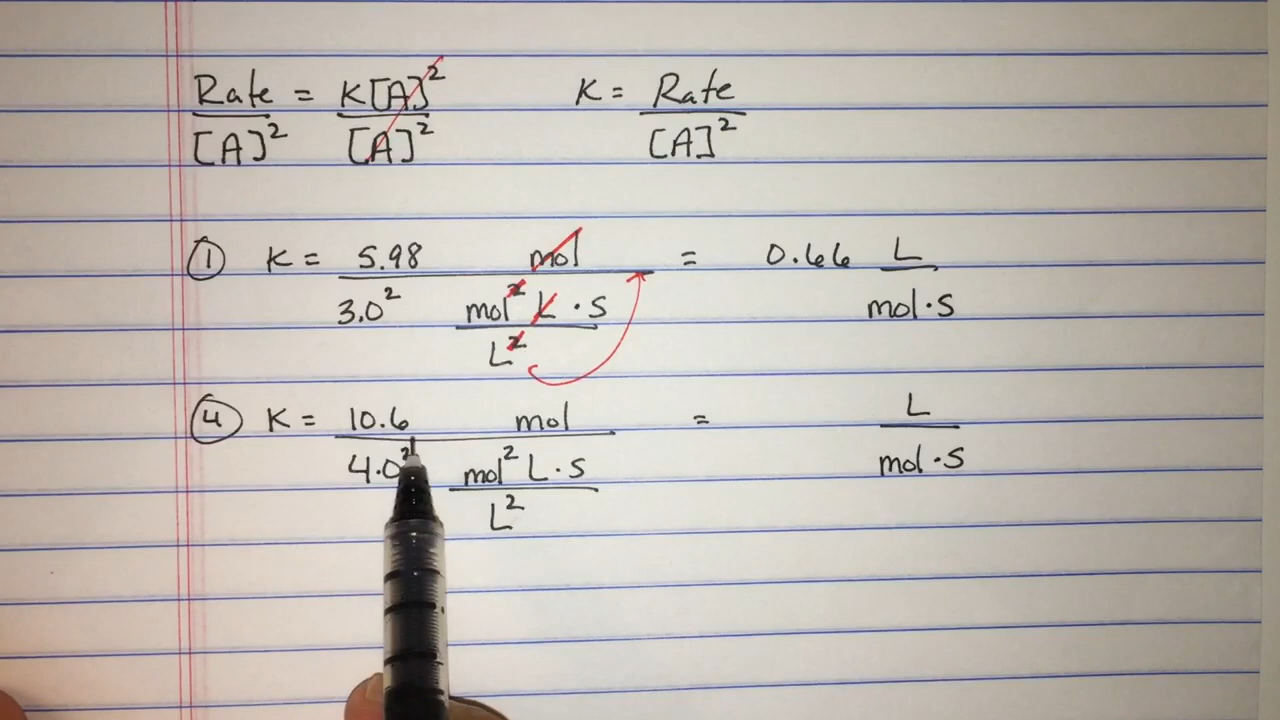 Rate = K[A]² K = Rate
[A]² [A]² [A]²
① K = 5.98 mol = 0.66 L
3.0² mol² L · s mol · s
L²
④ K = 10.6 mol = L
4.0² mol² L · s mol · s
L²